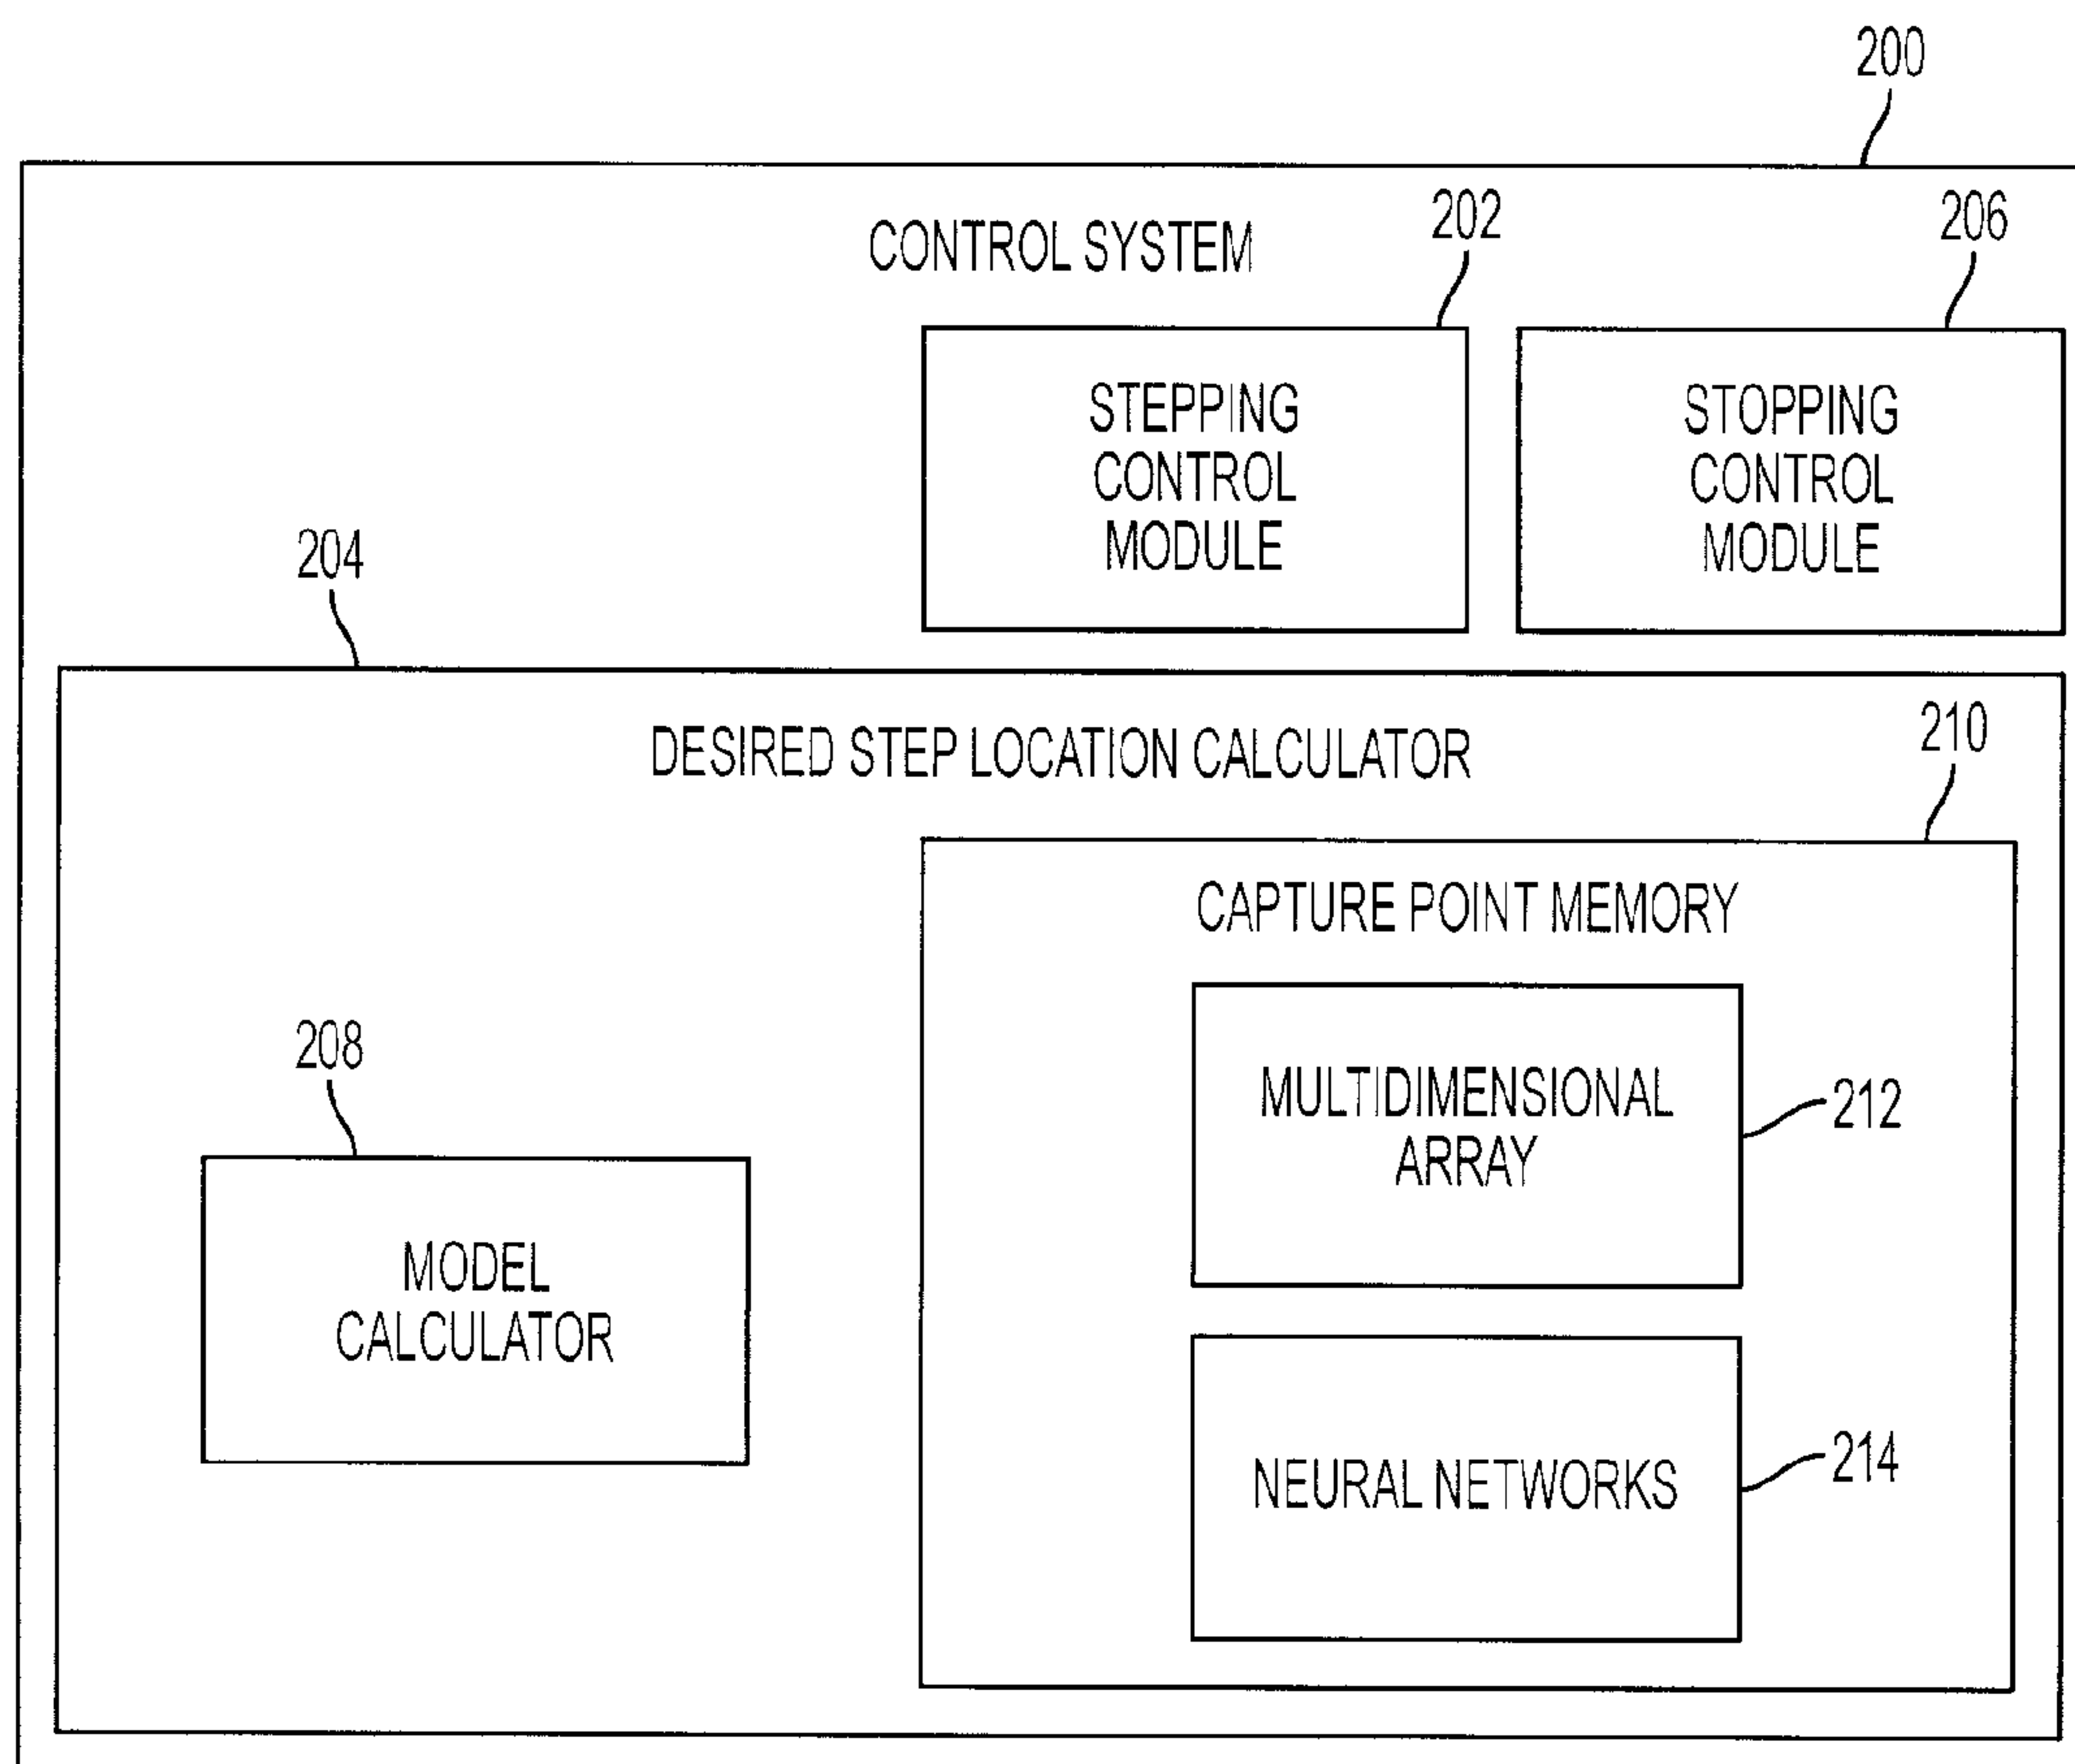 200
CONTROL SYSTEM
202
206
STEPPING
CONTROL
MODULE
STOPPING
CONTROL
MODULE
204
DESIRED STEP LOCATION CALCULATOR
210
CAPTURE POINT MEMORY
208
MULTIDIMENSIONAL
ARRAY
212
MODEL
CALCULATOR
NEURAL NETWORKS
214